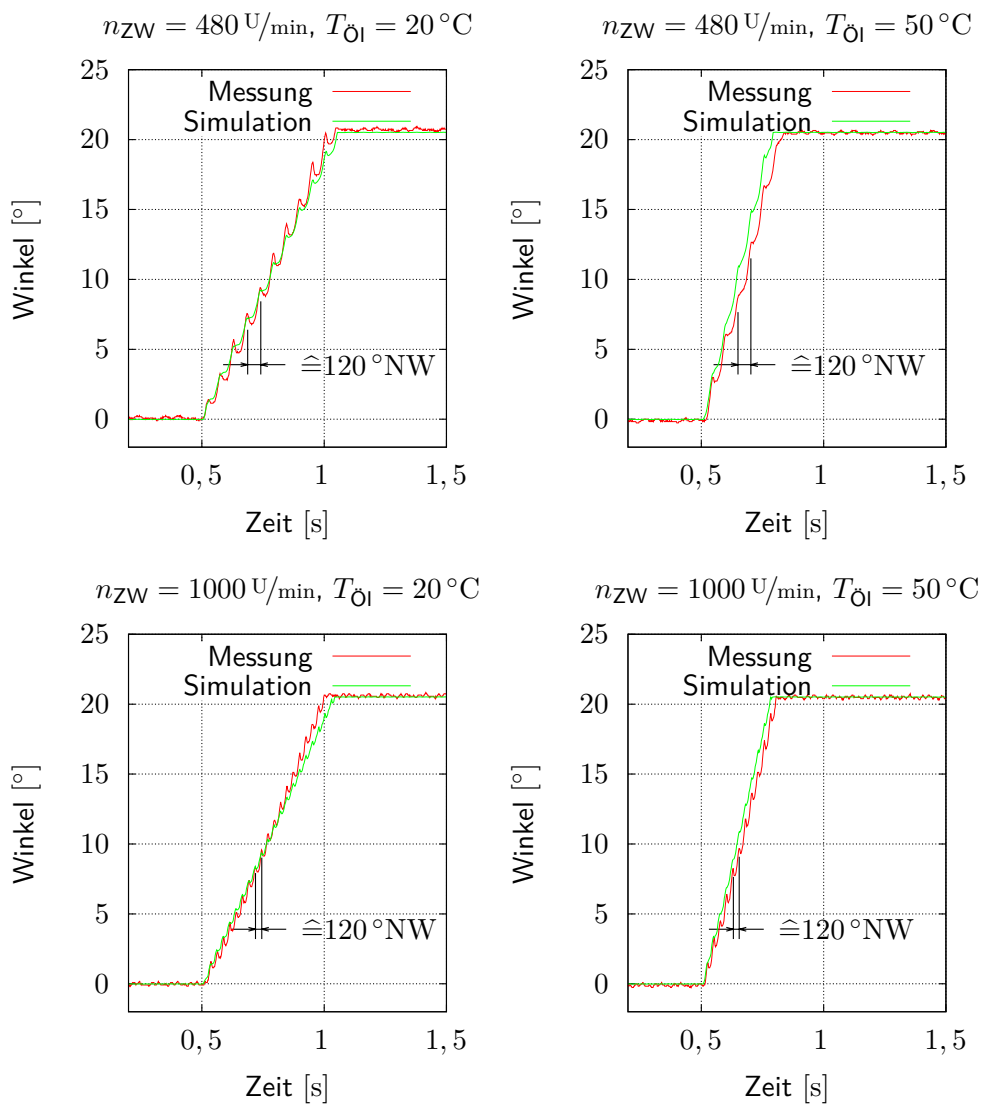 n_ZW = 480 U/min, T_Öl = 20 °C
25
20
15
10
5
0
Winkel [°]
Messung
Simulation
≙120 °NW
0,5
1
1,5
Zeit [s]
n_ZW = 480 U/min, T_Öl = 50 °C
25
20
15
10
5
0
Winkel [°]
Messung
Simulation
≙120 °NW
0,5
1
1,5
Zeit [s]
n_ZW = 1000 U/min, T_Öl = 20 °C
25
20
15
10
5
0
Winkel [°]
Messung
Simulation
≙120 °NW
0,5
1
1,5
Zeit [s]
n_ZW = 1000 U/min, T_Öl = 50 °C
25
20
15
10
5
0
Winkel [°]
Messung
Simulation
≙120 °NW
0,5
1
1,5
Zeit [s]